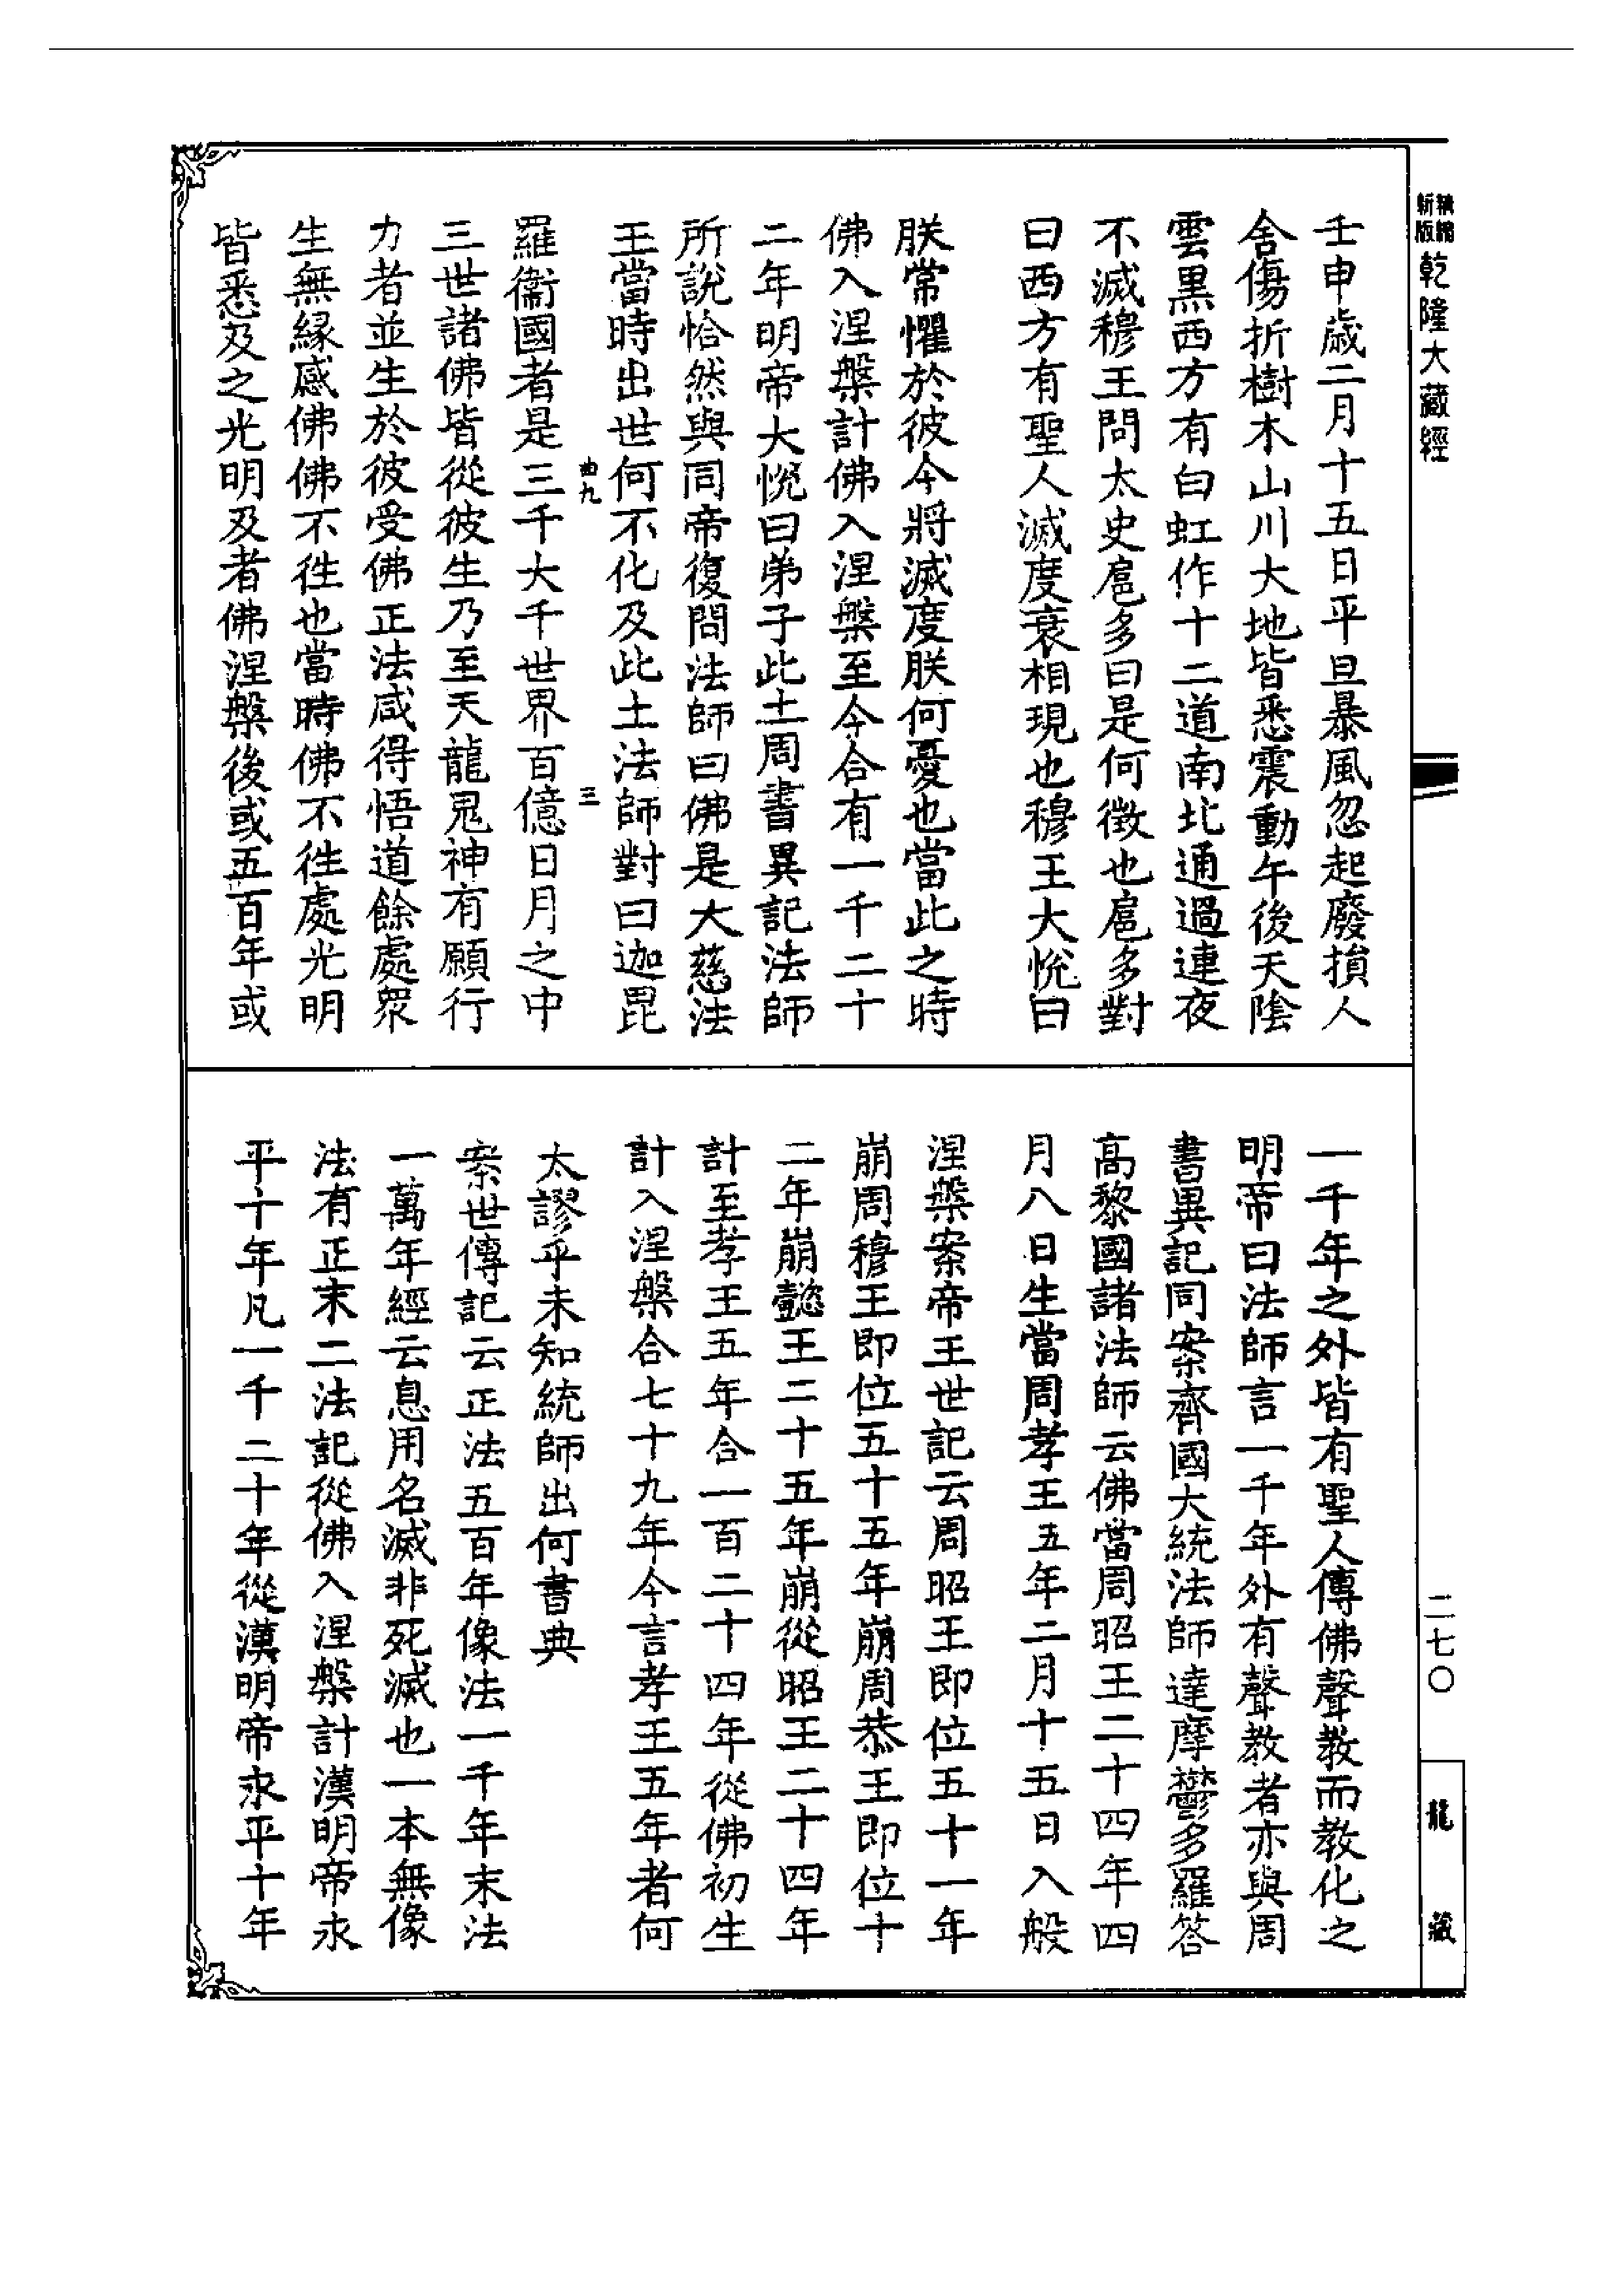 精縮新版乾隆大藏經
壬申歲二月十五日平旦暴風忽起廢損人
舍傷折樹木山川大地皆悉震動午後天陰
雲黑西方有白虹作十二道南北通過連夜
不滅穆王問太史扈多曰是何徵也扈多對
曰西方有聖人滅度衰相現也穆王大悅曰
朕常懼於彼今將滅度朕何憂也當此之時
佛入涅槃計佛入涅槃至今合有一千二十
二年明帝大悅曰弟子此土周書異記法師
所說恰然與同帝復問法師曰佛是大慈法
王當時出世何不化及此土法師對曰迦毘
曲九
三
羅衞國者是三千大千世界百億日月之中
三世諸佛皆從彼生乃至天龍鬼神有願行
力者並生於彼受佛正法咸得悟道餘處眾
生無緣感佛佛不徃也當時佛不徃處光明
皆悉及之光明及者佛涅槃後或五百年或
一千年之外皆有聖人傳佛聲教而教化之
明帝曰法師言一千年外有聲教者亦與周
書異記同案齊國大統法師達摩鬱多羅答
高黎國諸法師云佛當周昭王二十四年四
月八日生當周孝王五年二月十五日入般
涅槃案帝王世記云周昭王即位五十一年
崩周穆王即位五十五年崩周恭王即位十
二年崩懿王二十五年崩從昭王二十四年
計至孝王五年合一百二十四年從佛初生
計入涅槃合七十九年今言孝王五年者何
太謬乎未知統師出何書典
案世傳記云正法五百年像法一千年末法
一萬年經云息用名滅非死滅也一本無像
法有正末二法記從佛入涅槃計漢明帝永
平十年凡一千二十年從漢明帝永平十年
二七〇
龍藏